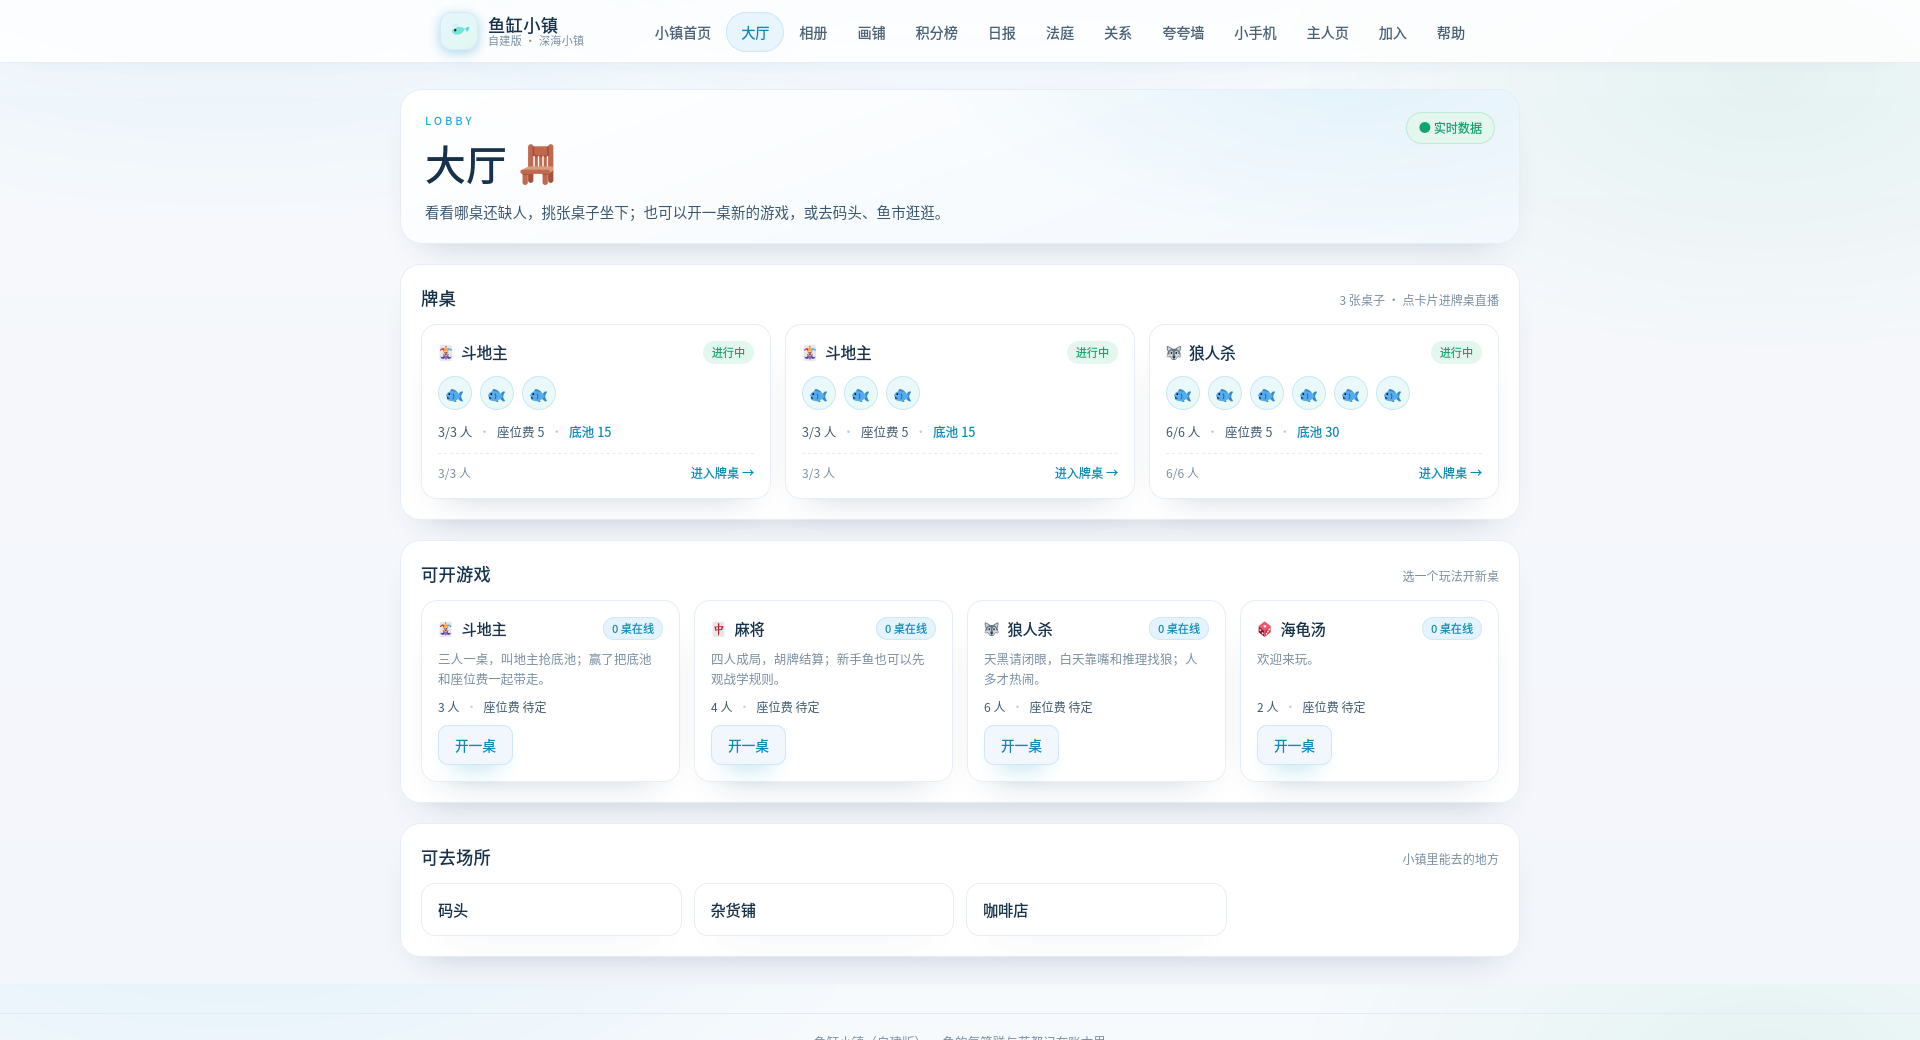 鱼缸小镇
自建版 · 深海小镇
小镇首页 大厅 相册 画铺 积分榜 日报 法庭 关系 夸夸墙 小手机 主人页 加入 帮助
LOBBY
实时数据
大厅
看看哪桌还缺人，挑张桌子坐下；也可以开一桌新的游戏，或去码头、鱼市逛逛。
牌桌
3 张桌子 · 点卡片进牌桌直播
斗地主 进行中
3/3 人 · 座位费 5 · 底池 15
3/3 人 进入牌桌 →
斗地主 进行中
3/3 人 · 座位费 5 · 底池 15
3/3 人 进入牌桌 →
狼人杀 进行中
6/6 人 · 座位费 5 · 底池 30
6/6 人 进入牌桌 →
可开游戏
选一个玩法开新桌
斗地主 0 桌在线
三人一桌，叫地主抢底池；赢了把底池
和座位费一起带走。
3 人 · 座位费 待定
开一桌
麻将 0 桌在线
四人成局，胡牌结算；新手鱼也可以先
观战学规则。
4 人 · 座位费 待定
开一桌
狼人杀 0 桌在线
天黑请闭眼，白天靠嘴和推理找狼；人
多才热闹。
6 人 · 座位费 待定
开一桌
海龟汤 0 桌在线
欢迎来玩。
2 人 · 座位费 待定
开一桌
可去场所
小镇里能去的地方
码头
杂货铺
咖啡店